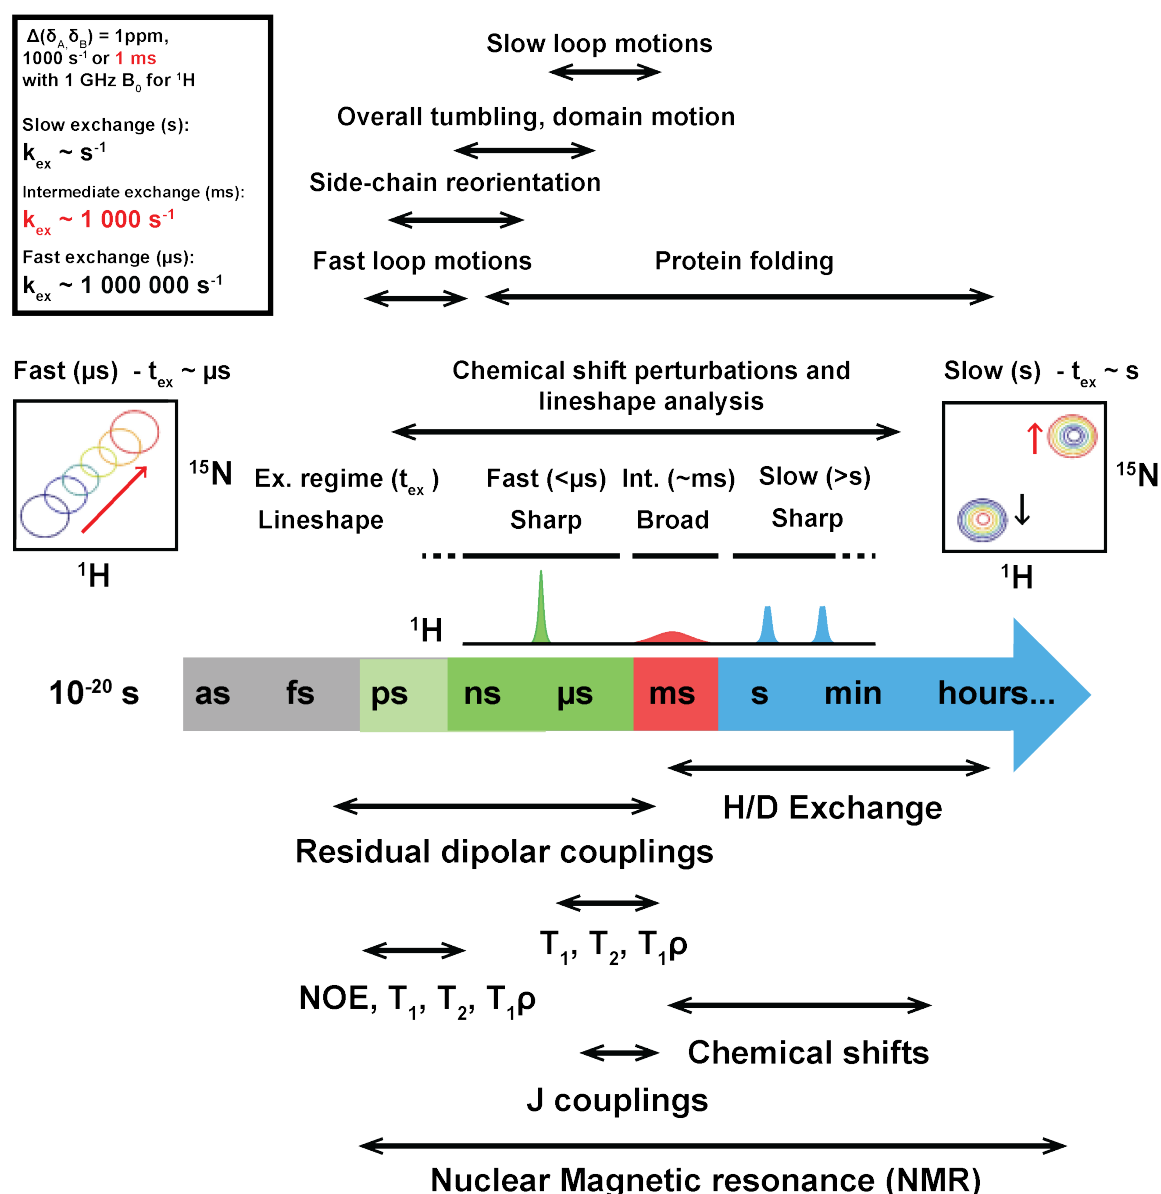 Δ(δA,δB) = 1ppm,
1000 s-1 or 1 ms
with 1 GHz B0 for 1H
Slow exchange (s):
kex ~ s-1
Intermediate exchange (ms):
kex ~ 1 000 s-1
Fast exchange (µs):
kex ~ 1 000 000 s-1
Slow loop motions
Overall tumbling, domain motion
Side-chain reorientation
Fast loop motions
Protein folding
Fast (µs) - tex ~ µs
15N
1H
Chemical shift perturbations and
lineshape analysis
Slow (s) - tex ~ s
15N
1H
Ex. regime (tex ) Fast (<µs) Int. (~ms) Slow (>s)
Lineshape Sharp Broad Sharp
1H
10-20 s as fs ps ns µs ms s min hours...
H/D Exchange
Residual dipolar couplings
T1, T2, T1ρ
NOE, T1, T2, T1ρ
Chemical shifts
J couplings
Nuclear Magnetic resonance (NMR)